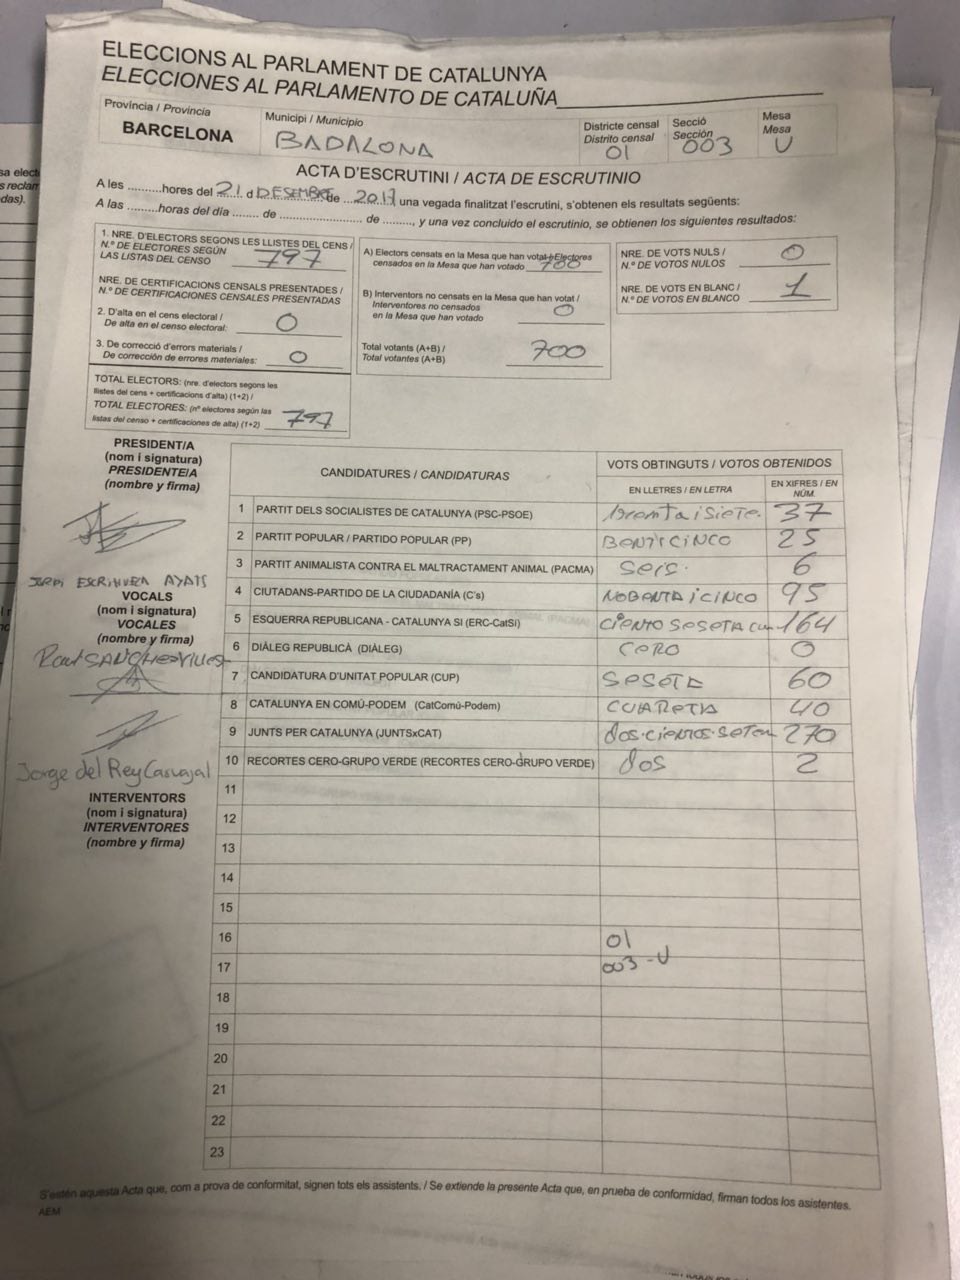 ELECCIONS AL PARLAMENT DE CATALUNYA
ELECCIONES AL PARLAMENTO DE CATALUÑA
Província / Provincia
BARCELONA
Municipi / Municipio
BADALONA
Districte censal
Distrito censal
01
Secció
Sección
003
Mesa
Mesa
U
ACTA D'ESCRUTINI / ACTA DE ESCRUTINIO
A les ..........hores del 21 d DESEMBRE de ...2017, una vegada finalitzat l'escrutini, s'obtenen els resultats següents:
A las .........horas del día ....... de ...................... de ........., y una vez concluido el escrutinio, se obtienen los siguientes resultados:
1. NRE. D'ELECTORS SEGONS LES LLISTES DEL CENS /
N.º DE ELECTORES SEGÚN
LAS LISTAS DEL CENSO 797
NRE. DE CERTIFICACIONS CENSALS PRESENTADES /
N.º DE CERTIFICACIONES CENSALES PRESENTADAS
2. D'alta en el cens electoral /
De alta en el censo electoral: 0
3. De correcció d'errors materials /
De corrección de errores materiales: 0
TOTAL ELECTORS: (nre. d'electors segons les
llistes del cens + certificacions d'alta) (1+2) /
TOTAL ELECTORES: (nº electores según las
listas del censo + certificaciones de alta) (1+2) 797
A) Electors censats en la Mesa que han votat / Electores
censados en la Mesa que han votado 700
B) Interventors no censats en la Mesa que han votat /
Interventores no censados
en la Mesa que han votado 0
Total votants (A+B) /
Total votantes (A+B) 700
NRE. DE VOTS NULS /
N.º DE VOTOS NULOS 0
NRE. DE VOTS EN BLANC /
N.º DE VOTOS EN BLANCO 1
PRESIDENT/A
(nom i signatura)
PRESIDENTE/A
(nombre y firma)
JORDI ESCRIHUELA AYATS
VOCALS
(nom i signatura)
VOCALES
(nombre y firma)
Jorge del Rey Carvajal
INTERVENTORS
(nom i signatura)
INTERVENTORES
(nombre y firma)
CANDIDATURES / CANDIDATURAS
VOTS OBTINGUTS / VOTOS OBTENIDOS
EN LLETRES / EN LETRA
EN XIFRES / EN NÚM.
1 PARTIT DELS SOCIALISTES DE CATALUNYA (PSC-PSOE) 37
2 PARTIT POPULAR / PARTIDO POPULAR (PP) BENTICINCO 25
3 PARTIT ANIMALISTA CONTRA EL MALTRACTAMENT ANIMAL (PACMA) seis. 6
4 CIUTADANS-PARTIDO DE LA CIUDADANÍA (C's) NOBENTA i CINCO 95
5 ESQUERRA REPUBLICANA - CATALUNYA SI (ERC-CatSí) CIENTO SESETA CUA 164
6 DIÀLEG REPUBLICÀ (DIÀLEG) CERO 0
7 CANDIDATURA D'UNITAT POPULAR (CUP) SESETA 60
8 CATALUNYA EN COMÚ-PODEM (CatComú-Podem) CUARETA 40
9 JUNTS PER CATALUNYA (JUNTSxCAT) dos.cientos.seten 270
10 RECORTES CERO-GRUPO VERDE (RECORTES CERO-GRUPO VERDE) dos 2
11
12
13
14
15
16 01
17 003 - U
18
19
20
21
22
23
S'estén aquesta Acta que, com a prova de conformitat, signen tots els assistents. / Se extiende la presente Acta que, en prueba de conformidad, firman todos los asistentes.
AEM